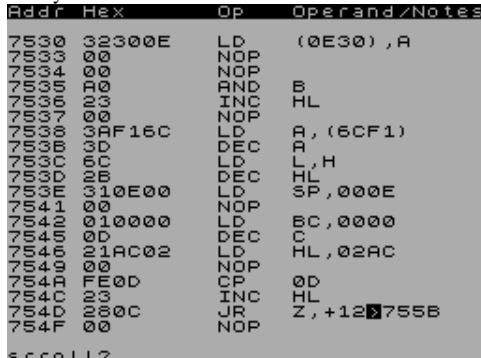 Addr Hex Op Operand/Notes
7530 32300E LD (0E30),A
7533 00 NOP
7534 00 NOP
7535 A0 AND B
7536 23 INC HL
7537 00 NOP
7538 3AF16C LD A,(6CF1)
753B 3D DEC A
753C 6C LD L,H
753D 2B DEC HL
753E 310E00 LD SP,000E
7541 00 NOP
7542 010000 LD BC,0000
7545 0D DEC C
7546 21AC02 LD HL,02AC
7549 00 NOP
754A FE0D CP 0D
754C 23 INC HL
754D 280C JR Z,+12>755B
754F 00 NOP
scroll?